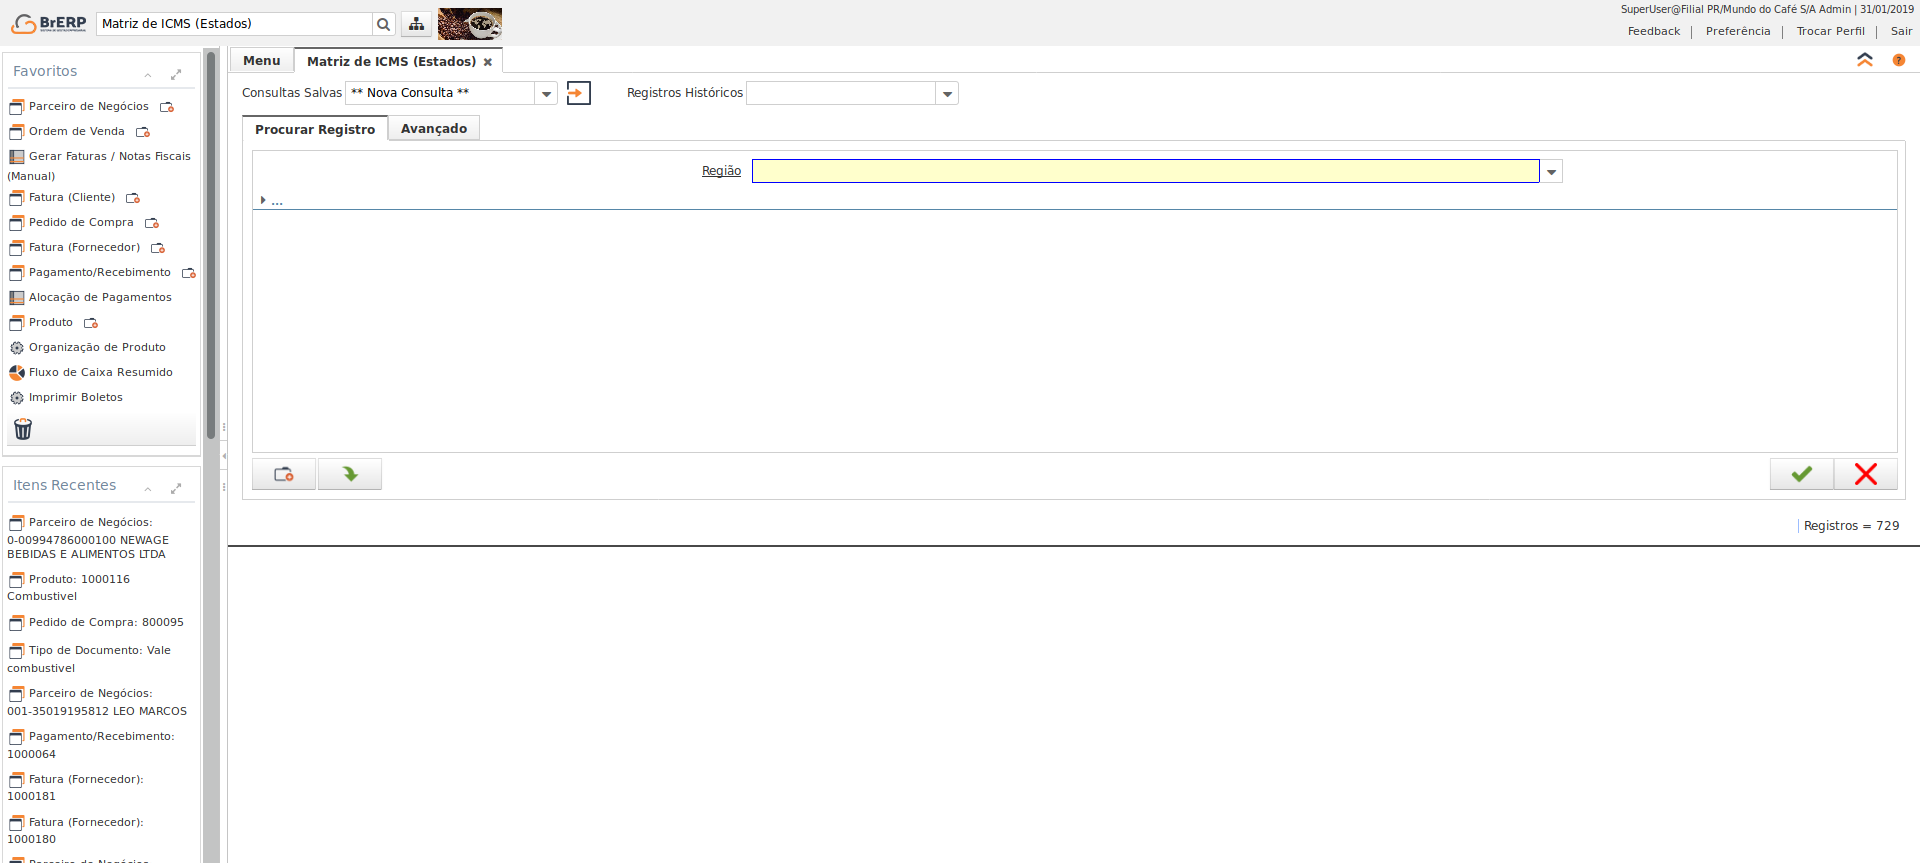 BrERP
Matriz de ICMS (Estados)
SuperUser@Filial PR/Mundo do Café S/A Admin | 31/01/2019
Feedback | Preferência | Trocar Perfil | Sair
Favoritos
Parceiro de Negócios
Ordem de Venda
Gerar Faturas / Notas Fiscais
(Manual)
Fatura (Cliente)
Pedido de Compra
Fatura (Fornecedor)
Pagamento/Recebimento
Alocação de Pagamentos
Produto
Organização de Produto
Fluxo de Caixa Resumido
Imprimir Boletos
Itens Recentes
Parceiro de Negócios:
0-00994786000100 NEWAGE
BEBIDAS E ALIMENTOS LTDA
Produto: 1000116
Combustivel
Pedido de Compra: 800095
Tipo de Documento: Vale
combustivel
Parceiro de Negócios:
001-35019195812 LEO MARCOS
Pagamento/Recebimento:
1000064
Fatura (Fornecedor):
1000181
Fatura (Fornecedor):
1000180
Menu
Matriz de ICMS (Estados)
Consultas Salvas
** Nova Consulta **
Registros Históricos
Procurar Registro
Avançado
Região
...
Registros = 729